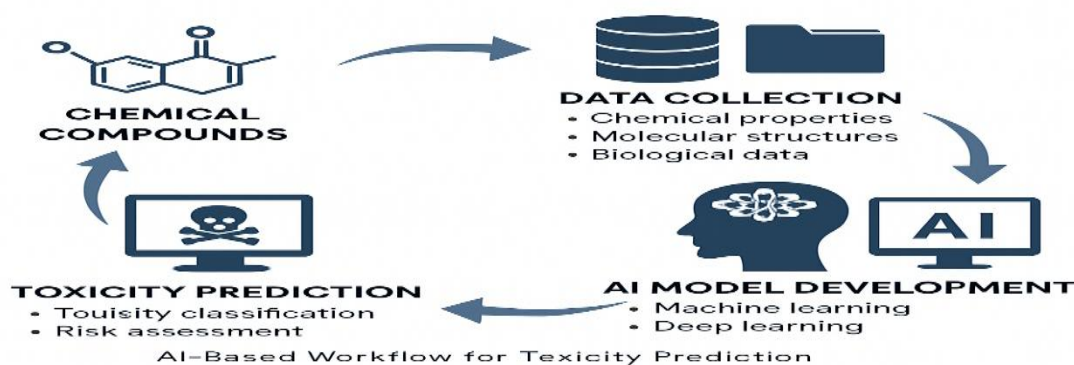 CHEMICAL
COMPOUNDS
DATA COLLECTION
• Chemical properties
• Molecular structures
• Biological data
AI
AI MODEL DEVELOPMENT
• Machine learning
• Deep learning
TOXICITY PREDICTION
• Touisity classification
• Risk assessment
AI-Based Workflow for Texicity Prediction